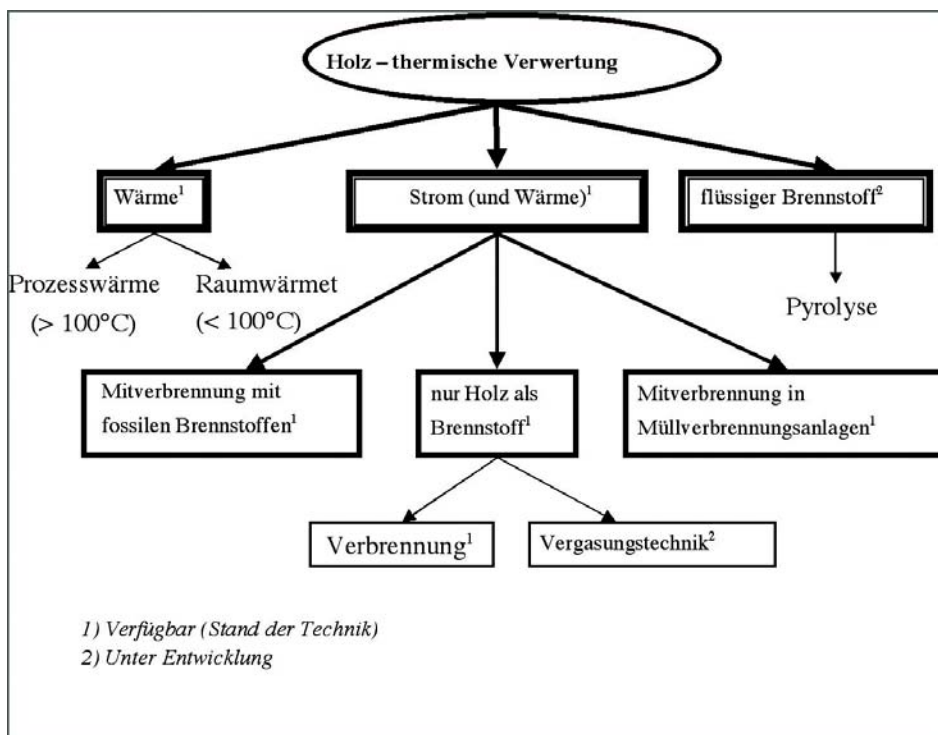 Holz – thermische Verwertung
Wärme¹
Strom (und Wärme)¹
flüssiger Brennstoff²
Prozesswärme
(> 100°C)
Raumwärmet
(< 100°C)
Pyrolyse
Mitverbrennung mit
fossilen Brennstoffen¹
nur Holz als
Brennstoff¹
Mitverbrennung in
Müllverbrennungsanlagen¹
Verbrennung¹
Vergasungstechnik²
1) Verfügbar (Stand der Technik)
2) Unter Entwicklung